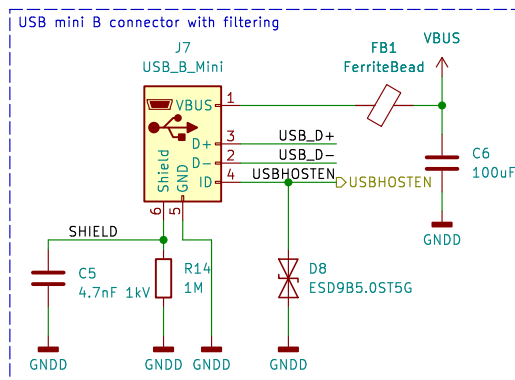 USB mini B connector with filtering
J7
USB_B_Mini
FB1
FerriteBead
VBUS
VBUS
1
D+
3
USB_D+
D-
2
USB_D-
ID
4
USBHOSTEN
USBHOSTEN
Shield
GND
6
5
C6
100uF
GNDD
SHIELD
C5
4.7nF 1kV
R14
1M
D8
ESD9B5.0ST5G
GNDD
GNDD
GNDD
GNDD